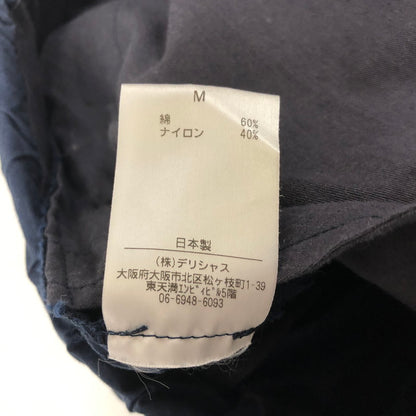 M
綿 60%
ナイロン 40%
日本製
(株)デリシャス
大阪府大阪市北区松ヶ枝町1-39
東天満ｴﾝﾋﾟｨﾋﾞﾙ5階
06-6948-6093